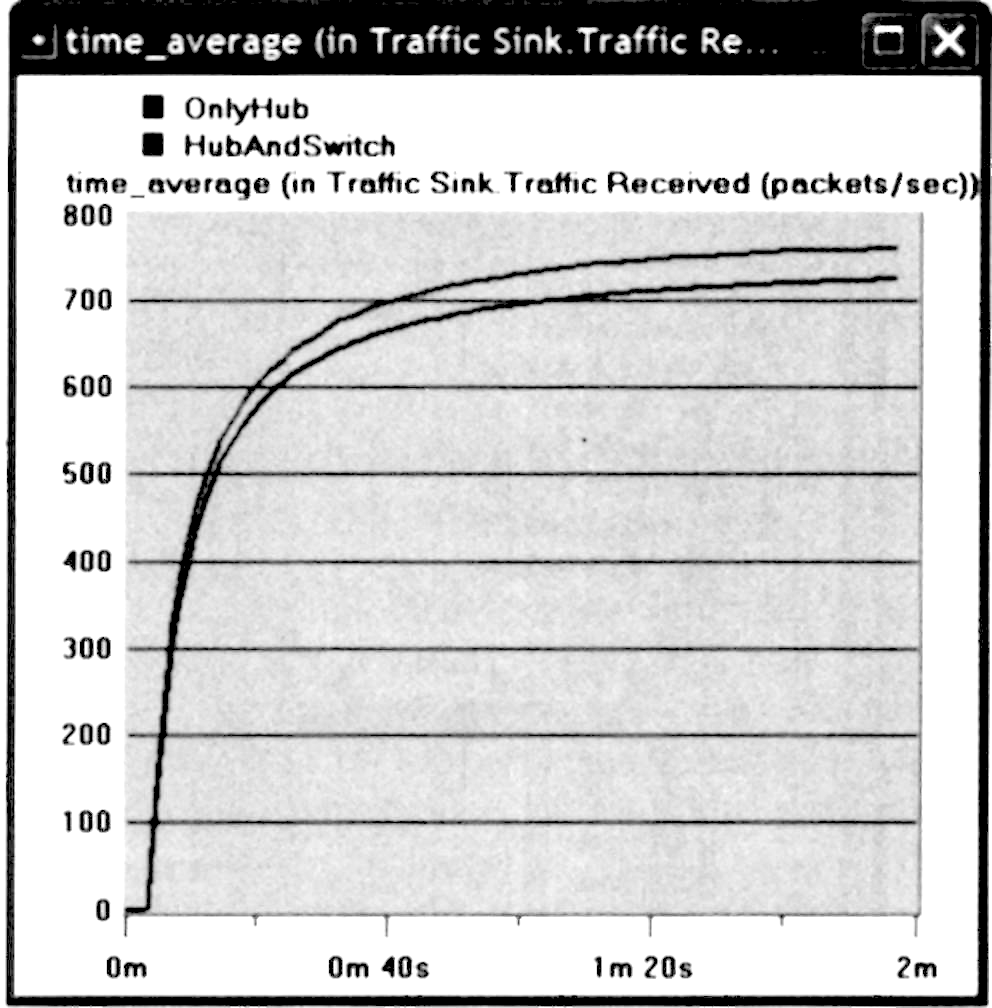 time_average (in Traffic Sink.Traffic Re...
OnlyHub
HubAndSwitch
time_average (in Traffic Sink.Traffic Received (packets/sec))
800
700
600
500
400
300
200
100
0
0m 0m 40s 1m 20s 2m